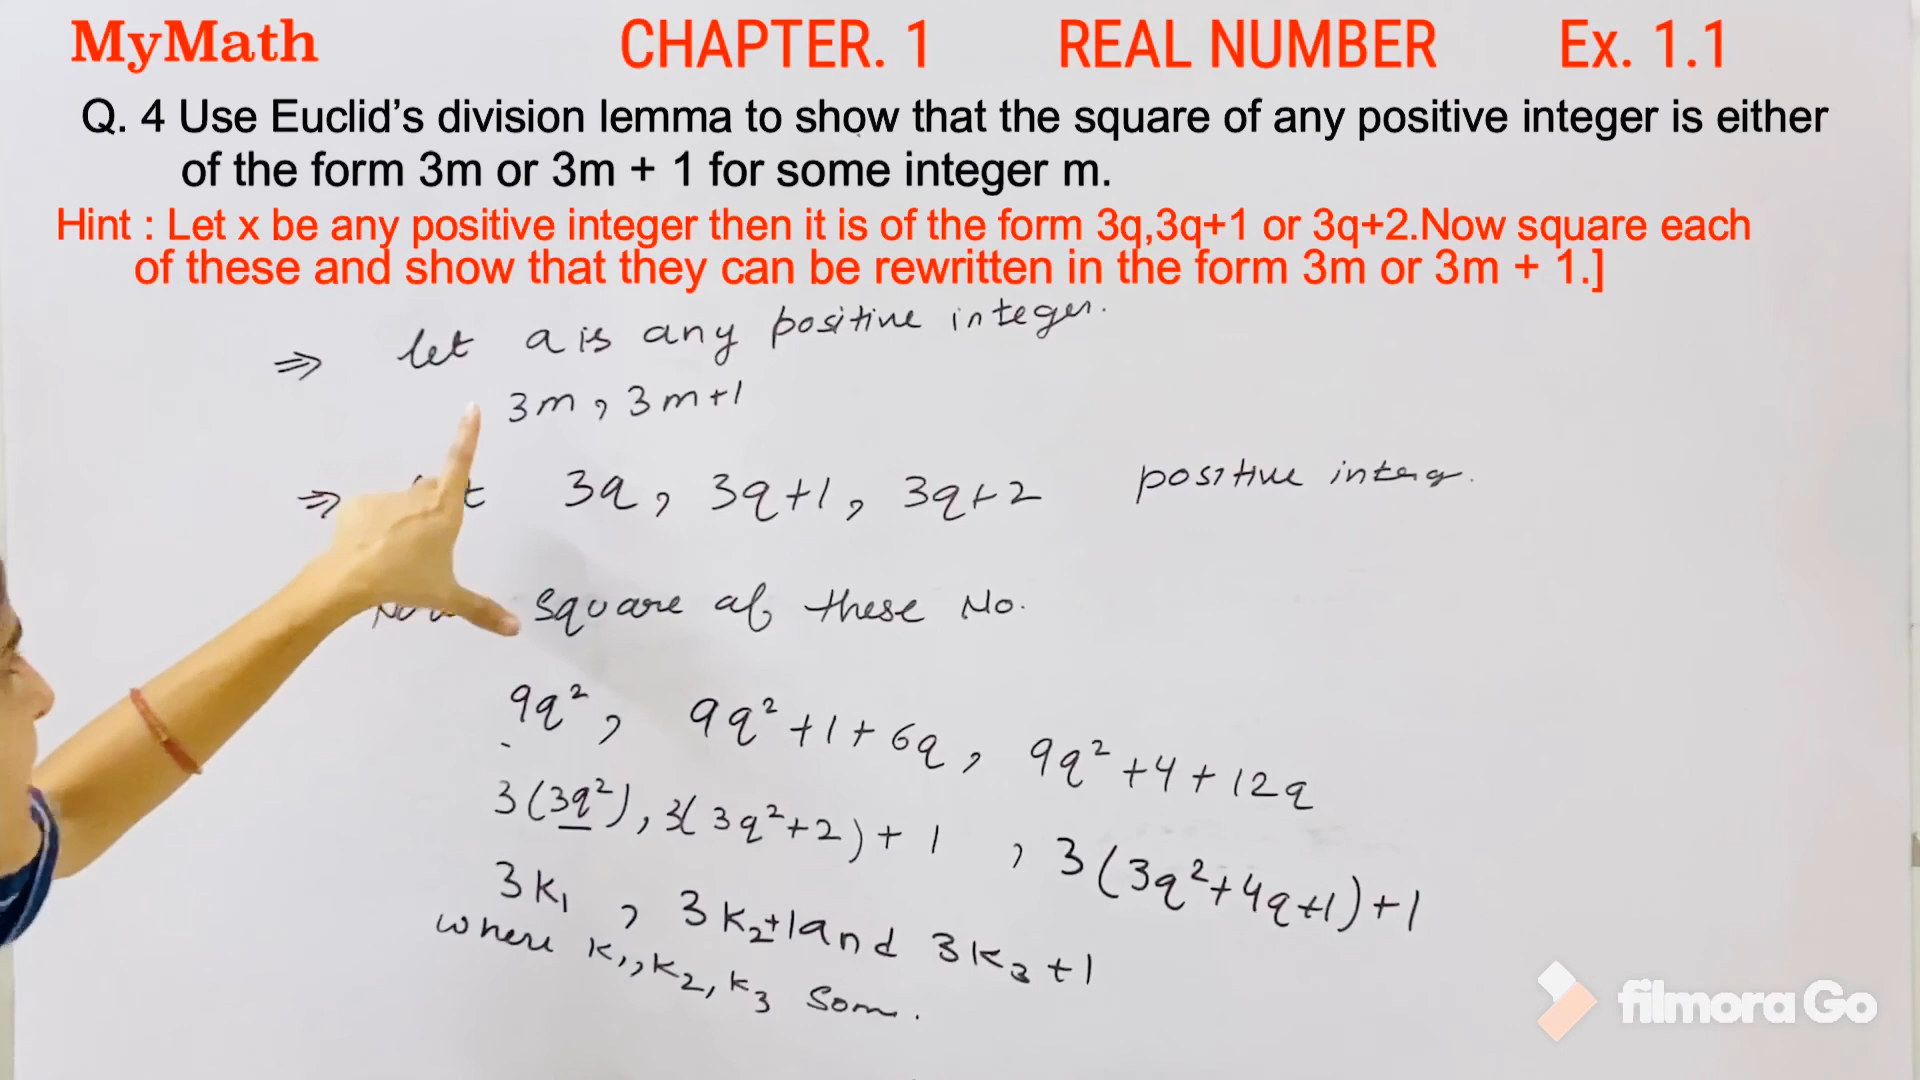 MyMath CHAPTER. 1 REAL NUMBER Ex. 1.1
Q. 4 Use Euclid’s division lemma to show that the square of any positive integer is either
of the form 3m or 3m + 1 for some integer m.
Hint : Let x be any positive integer then it is of the form 3q,3q+1 or 3q+2.Now square each
of these and show that they can be rewritten in the form 3m or 3m + 1.]
⇒ let a is any positive integer.
3m, 3m+1
⇒ 3q, 3q+1, 3q+2 positive integ.
square of these No.
9q², 9q²+1+6q, 9q²+4+12q
3(3q²), 3(3q²+2)+1, 3(3q²+4q+1)+1
3k₁, 3k₂+1 and 3k₃+1
where k₁, k₂, k₃ som.
filmoraGo